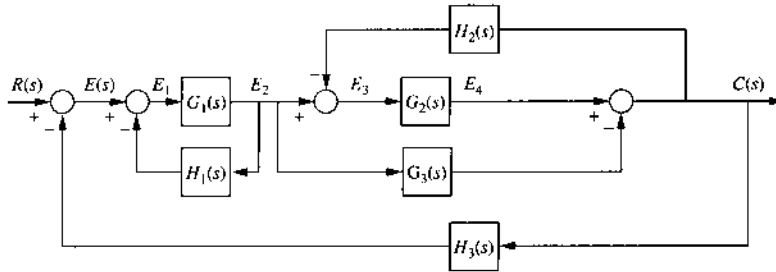 H₂(s)
R(s) E(s) E₁ G₁(s) E₂ E₃ G₂(s) E₄ C(s)
+ − + − + − + −
H₁(s) G₃(s)
H₃(s)